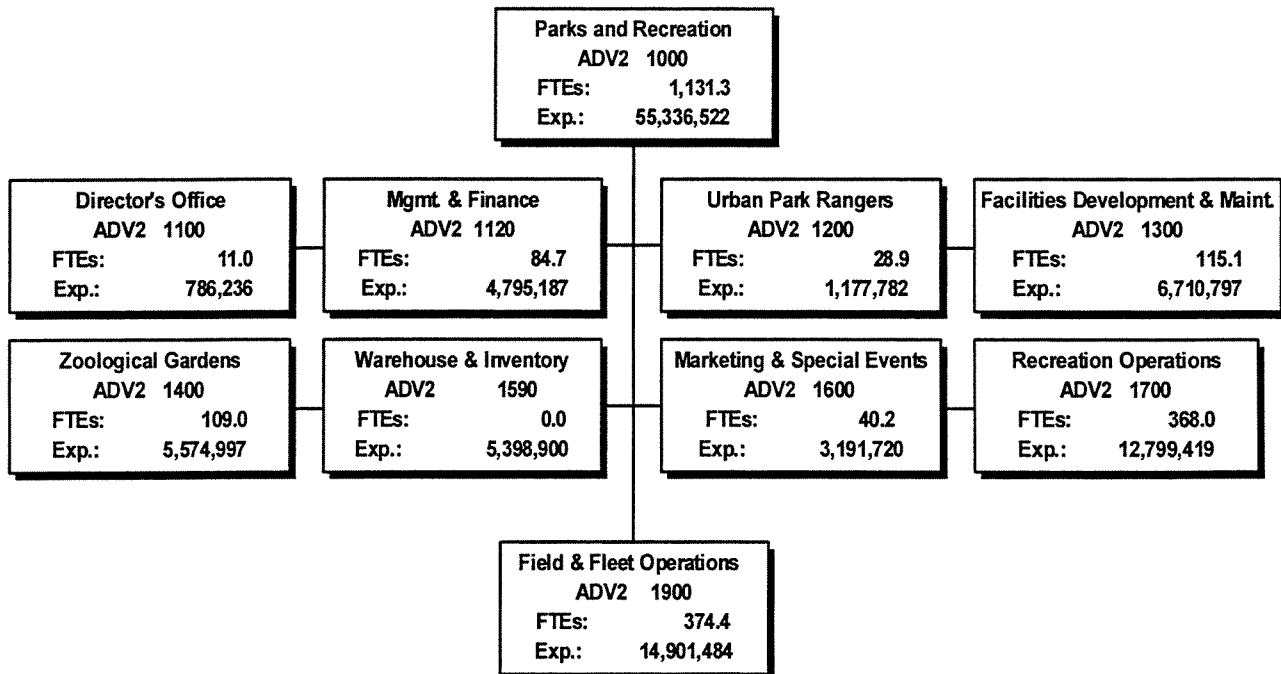 Parks and Recreation
ADV2 1000
FTEs: 1,131.3
Exp.: 55,336,522
Director's Office
ADV2 1100
FTEs: 11.0
Exp.: 786,236
Mgmt. & Finance
ADV2 1120
FTEs: 84.7
Exp.: 4,795,187
Urban Park Rangers
ADV2 1200
FTEs: 28.9
Exp.: 1,177,782
Facilities Development & Maint.
ADV2 1300
FTEs: 115.1
Exp.: 6,710,797
Zoological Gardens
ADV2 1400
FTEs: 109.0
Exp.: 5,574,997
Warehouse & Inventory
ADV2 1590
FTEs: 0.0
Exp.: 5,398,900
Marketing & Special Events
ADV2 1600
FTEs: 40.2
Exp.: 3,191,720
Recreation Operations
ADV2 1700
FTEs: 368.0
Exp.: 12,799,419
Field & Fleet Operations
ADV2 1900
FTEs: 374.4
Exp.: 14,901,484